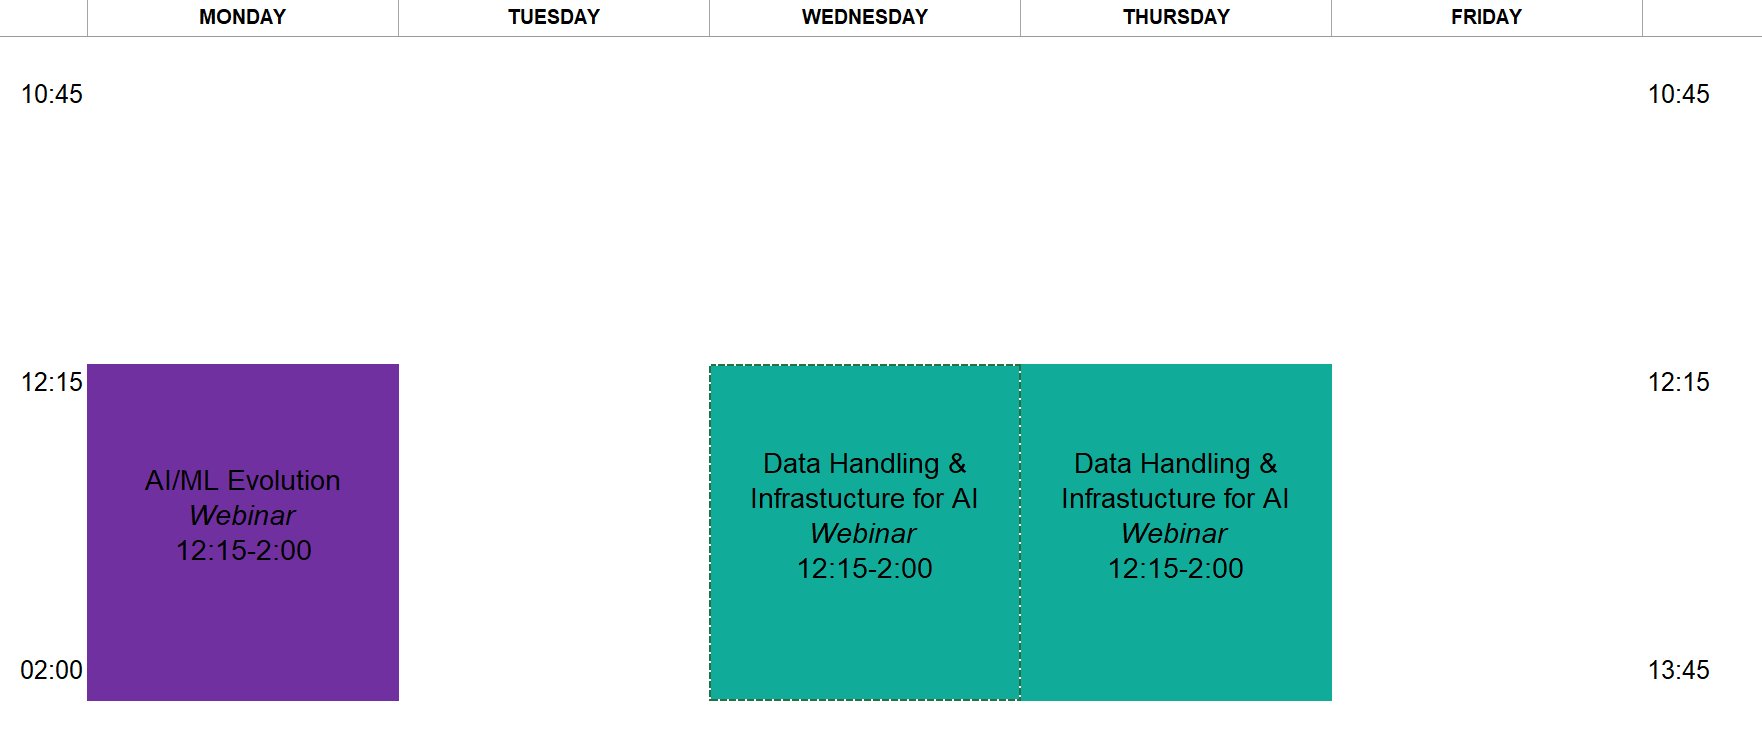 MONDAY TUESDAY WEDNESDAY THURSDAY FRIDAY
10:45 10:45
12:15 12:15
AI/ML Evolution
Webinar
12:15-2:00
Data Handling &
Infrastucture for AI
Webinar
12:15-2:00
Data Handling &
Infrastucture for AI
Webinar
12:15-2:00
02:00 13:45